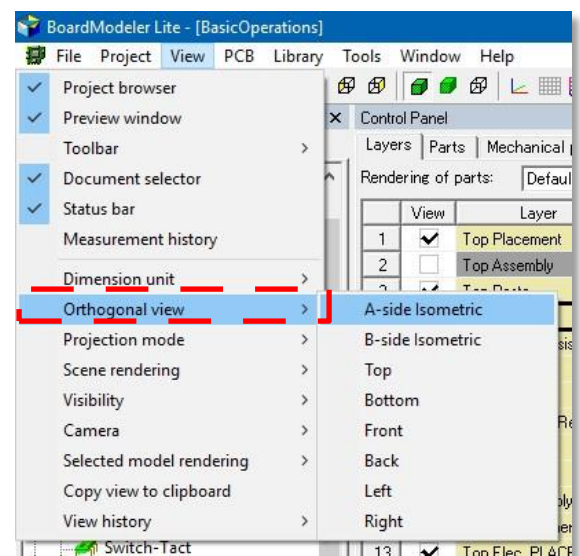 BoardModeler Lite - [BasicOperations]
File Project View PCB Library Tools Window Help
Project browser
Preview window
Toolbar
Document selector
Status bar
Measurement history
Dimension unit
Orthogonal view
Projection mode
Scene rendering
Visibility
Camera
Selected model rendering
Copy view to clipboard
View history
A-side Isometric
B-side Isometric
Top
Bottom
Front
Back
Left
Right
Control Panel
Layers Parts Mechanical
Rendering of parts: Defaul
View Layer
1 Top Placement
2 Top Assembly
Switch-Tact
13 Top Elec. PLACE